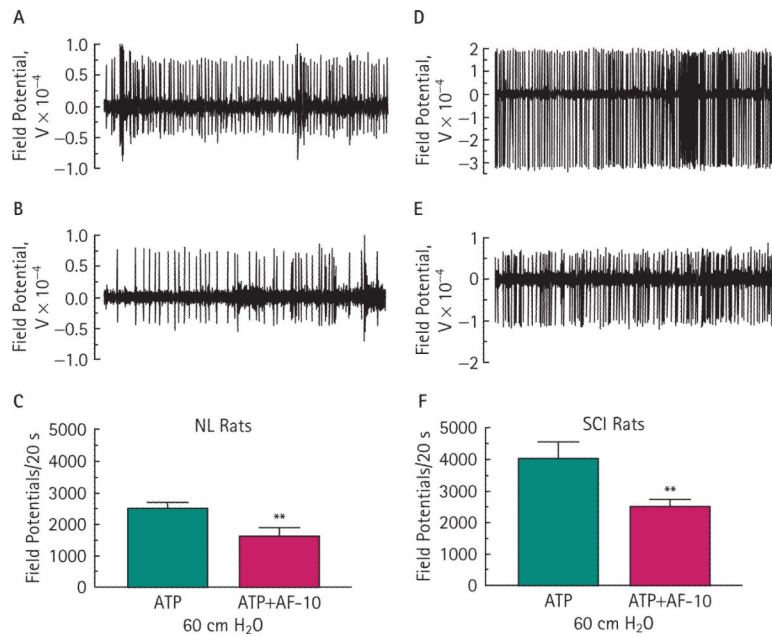 A
Field Potential,
V × 10⁻⁴
1.0
0.5
0.0
−0.5
−1.0
B
Field Potential,
V × 10⁻⁴
1.0
0.5
0.0
−0.5
−1.0
C
NL Rats
Field Potentials/20 s
5000
4000
3000
2000
1000
0
**
ATP
ATP+AF-10
60 cm H₂O
D
Field Potential,
V × 10⁻⁴
2
1
0
−1
−2
−3
E
Field Potential,
V × 10⁻⁴
1
0
−1
−2
F
SCI Rats
Field Potentials/20 s
5000
4000
3000
2000
1000
0
**
ATP
ATP+AF-10
60 cm H₂O